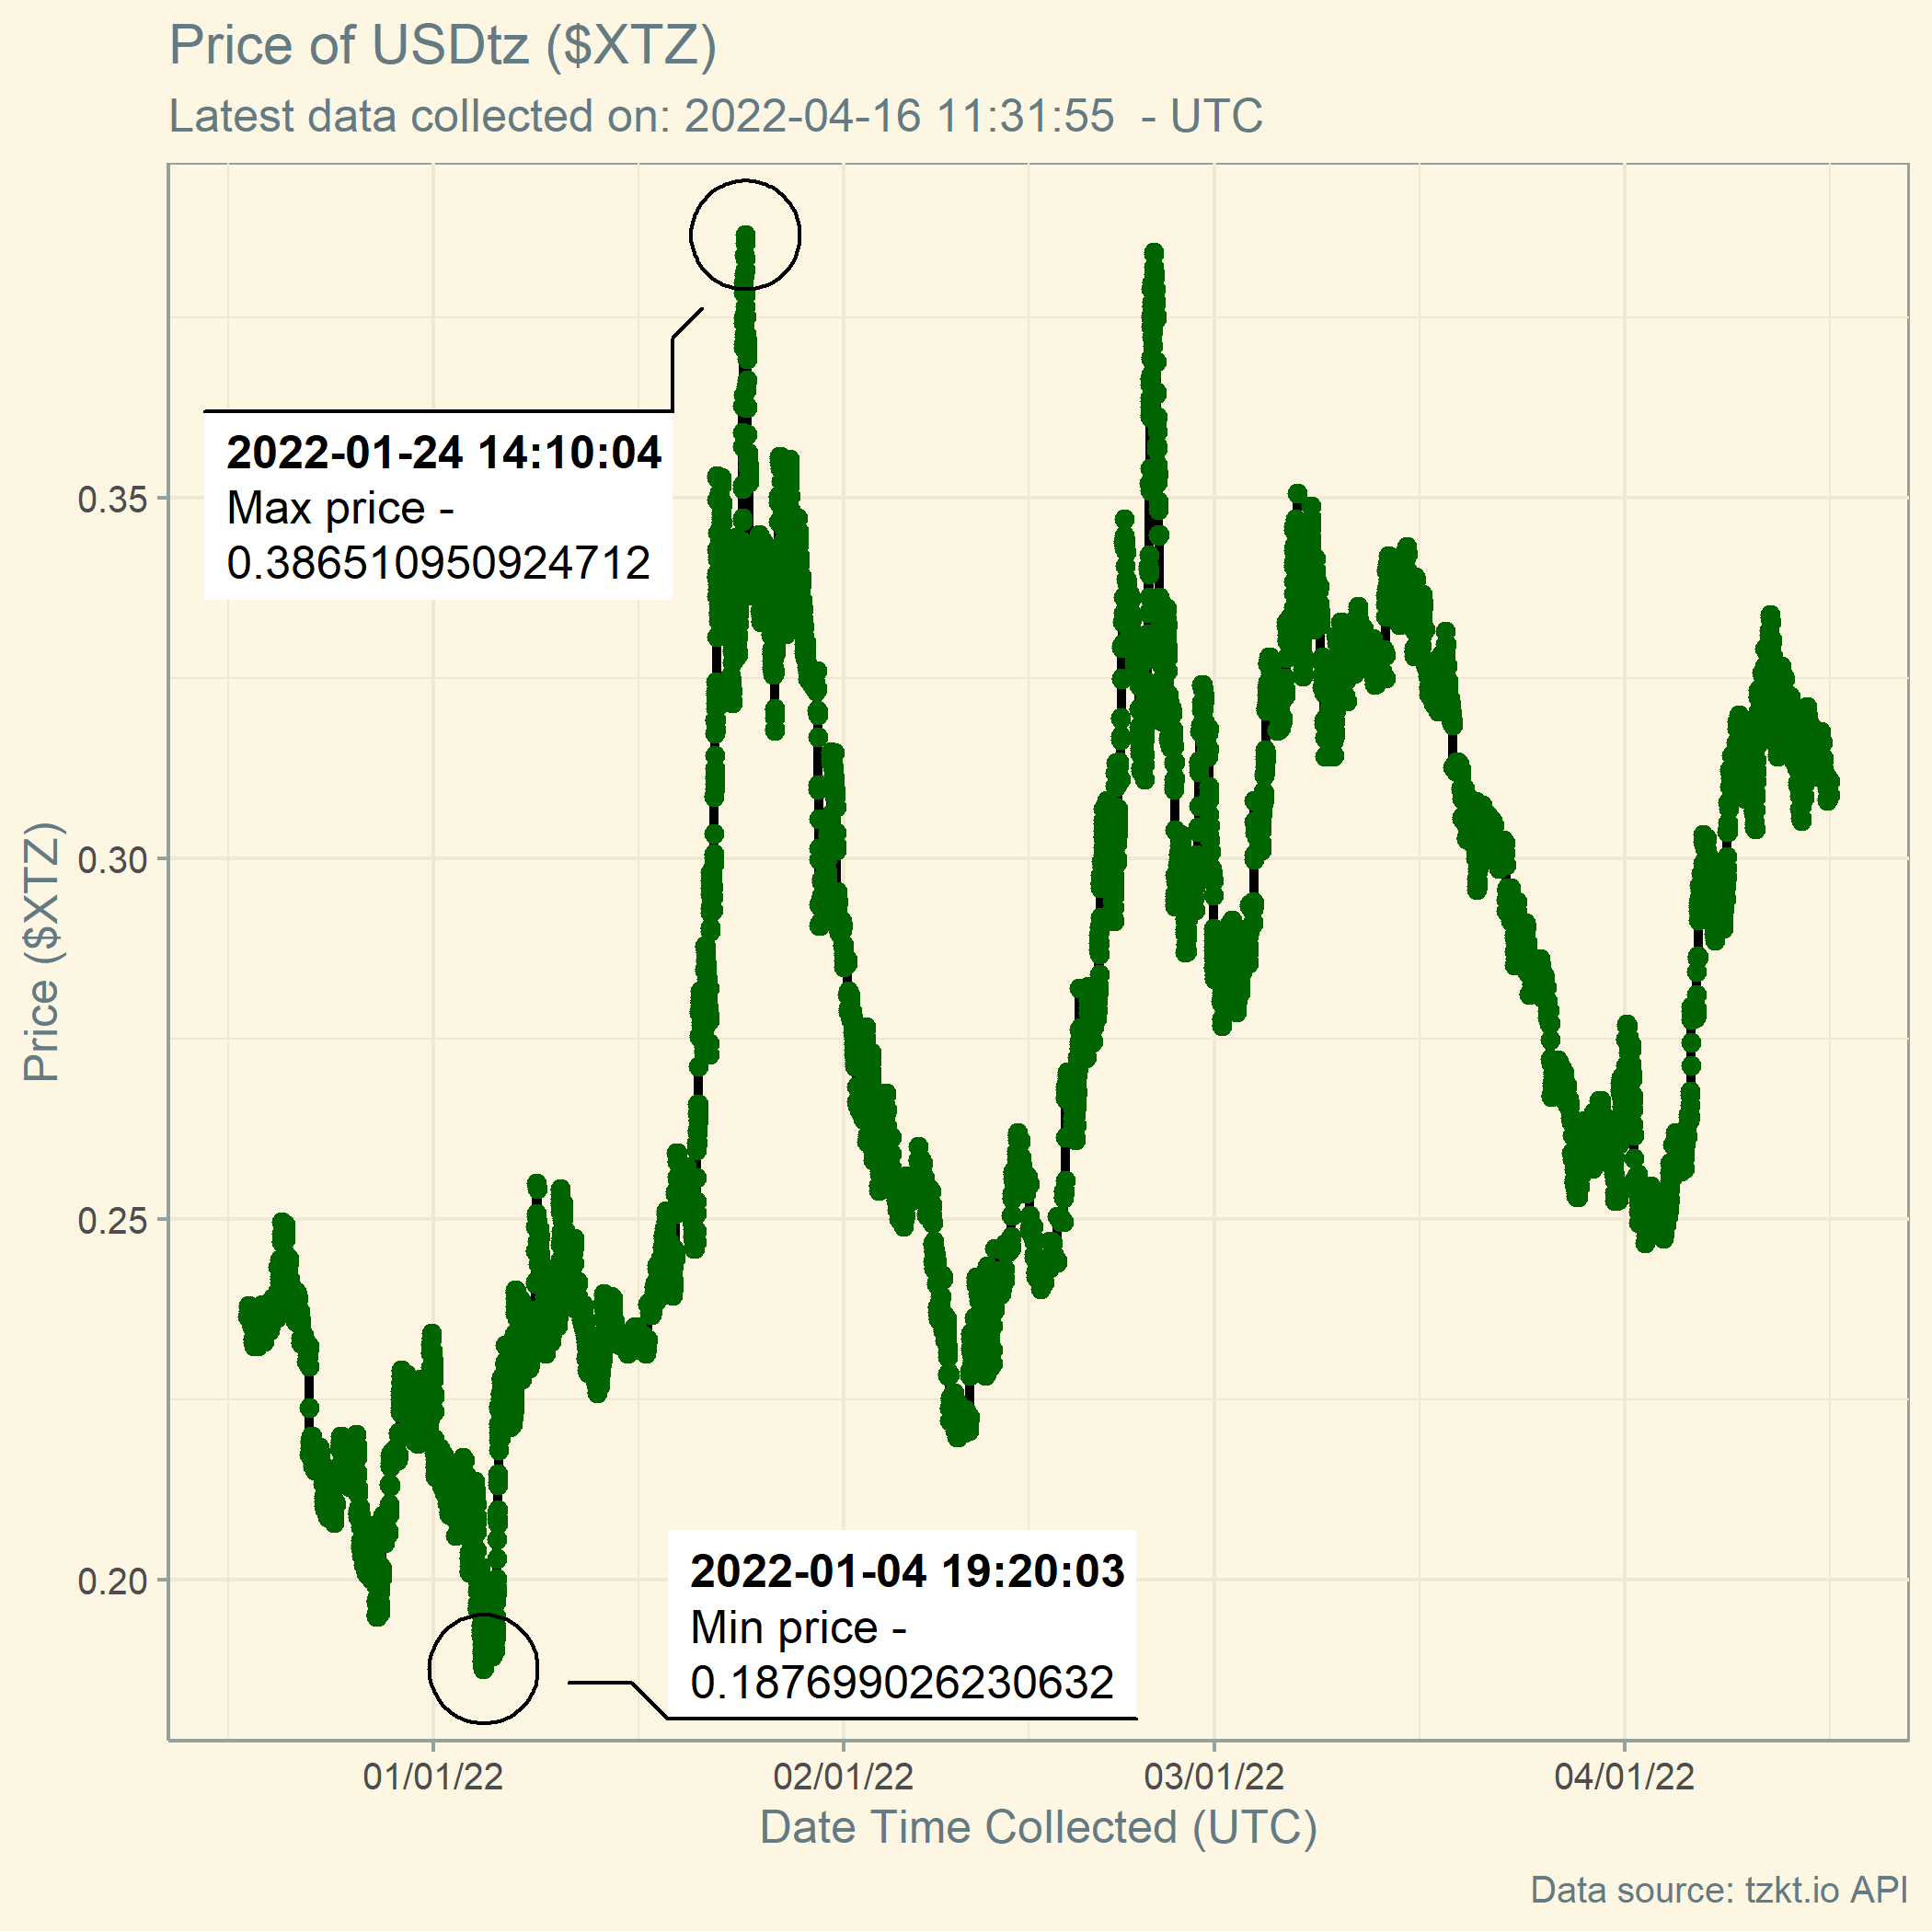 Price of USDtz ($XTZ)
Latest data collected on: 2022-04-16 11:31:55  - UTC
2022-01-24 14:10:04
Max price -
0.386510950924712
0.35
0.30
0.25
0.20
Price ($XTZ)
2022-01-04 19:20:03
Min price -
0.187699026230632
01/01/22
02/01/22
03/01/22
04/01/22
Date Time Collected (UTC)
Data source: tzkt.io API